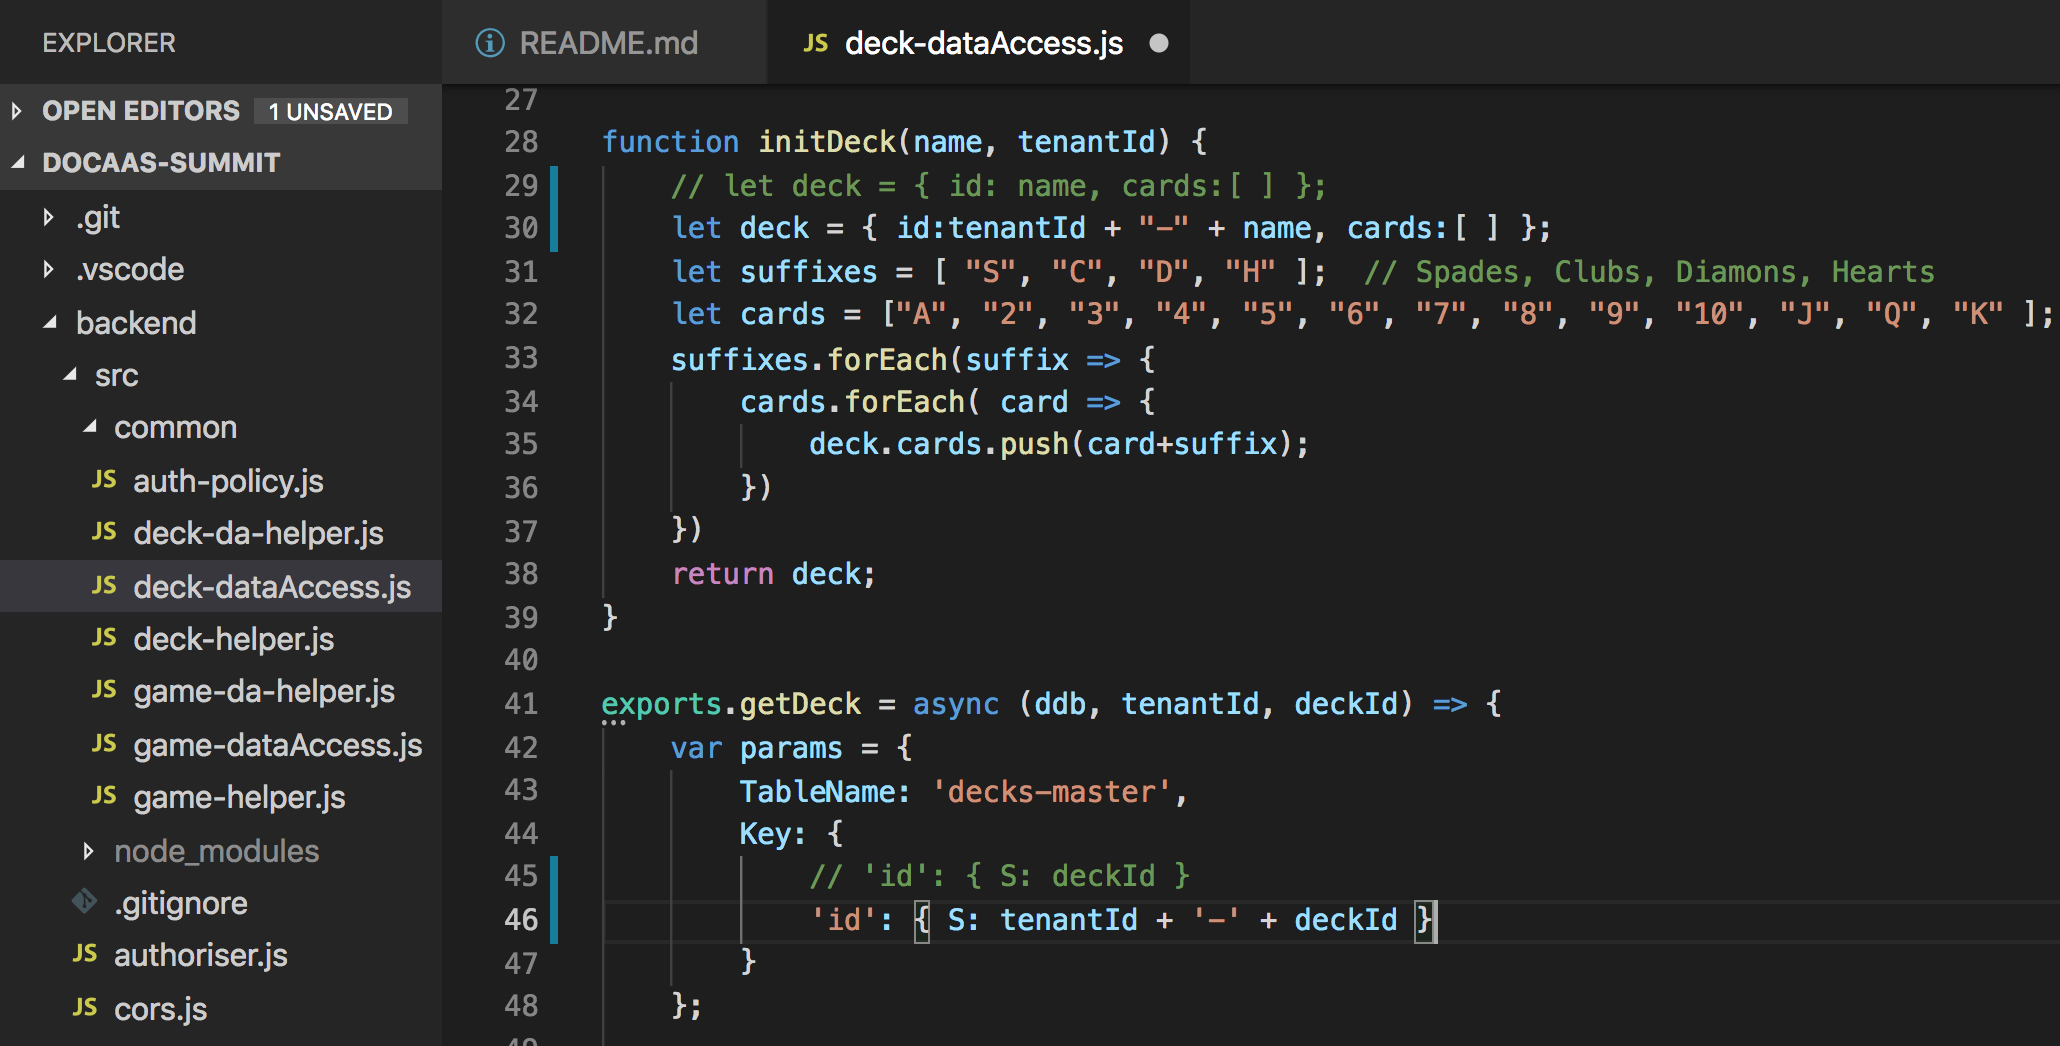 EXPLORER
OPEN EDITORS 1 UNSAVED
DOCAAS-SUMMIT
.git
.vscode
backend
src
common
JS auth-policy.js
JS deck-da-helper.js
JS deck-dataAccess.js
JS deck-helper.js
JS game-da-helper.js
JS game-dataAccess.js
JS game-helper.js
node_modules
.gitignore
JS authoriser.js
JS cors.js
README.md JS deck-dataAccess.js
27
28 function initDeck(name, tenantId) {
29 // let deck = { id: name, cards:[ ] };
30 let deck = { id:tenantId + "-" + name, cards:[ ] };
31 let suffixes = [ "S", "C", "D", "H" ]; // Spades, Clubs, Diamons, Hearts
32 let cards = ["A", "2", "3", "4", "5", "6", "7", "8", "9", "10", "J", "Q", "K" ];
33 suffixes.forEach(suffix => {
34 cards.forEach( card => {
35 deck.cards.push(card+suffix);
36 })
37 })
38 return deck;
39 }
40
41 exports.getDeck = async (ddb, tenantId, deckId) => {
42 var params = {
43 TableName: 'decks-master',
44 Key: {
45 // 'id': { S: deckId }
46 'id': { S: tenantId + '-' + deckId }
47 }
48 };